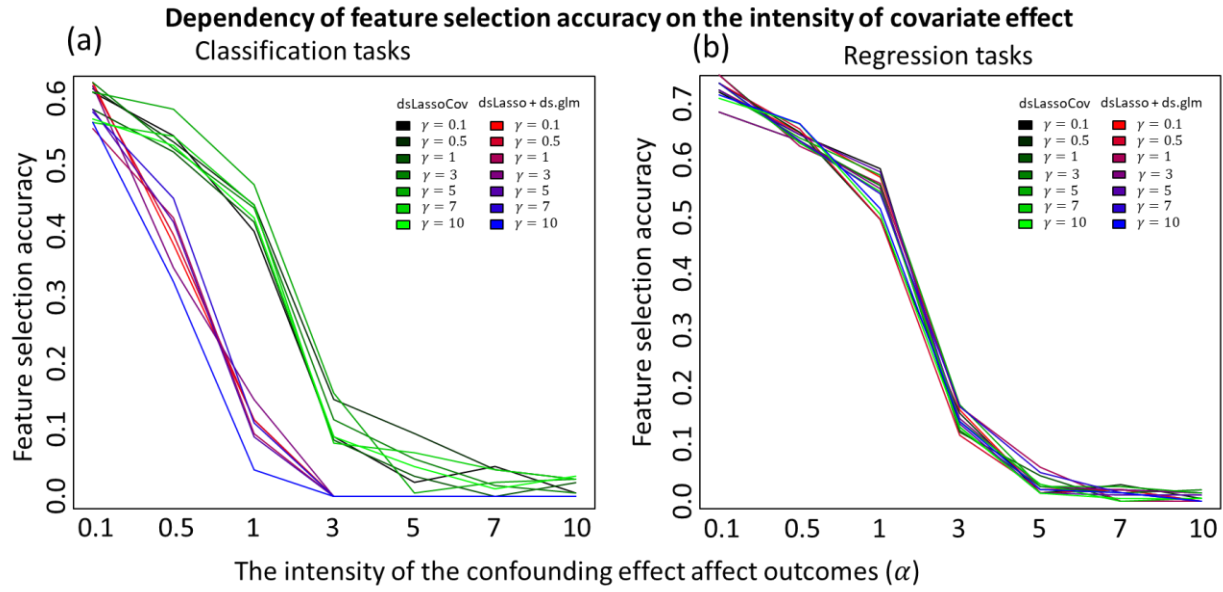 Dependency of feature selection accuracy on the intensity of covariate effect
(a)
Classification tasks
Feature selection accuracy
0.6
0.5
0.4
0.3
0.2
0.1
0.0
dsLassoCov dsLasso + ds.glm
γ = 0.1 γ = 0.1
γ = 0.5 γ = 0.5
γ = 1 γ = 1
γ = 3 γ = 3
γ = 5 γ = 5
γ = 7 γ = 7
γ = 10 γ = 10
0.1 0.5 1 3 5 7 10
(b)
Regression tasks
Feature selection accuracy
0.7
0.6
0.5
0.4
0.3
0.2
0.1
0.0
dsLassoCov dsLasso + ds.glm
γ = 0.1 γ = 0.1
γ = 0.5 γ = 0.5
γ = 1 γ = 1
γ = 3 γ = 3
γ = 5 γ = 5
γ = 7 γ = 7
γ = 10 γ = 10
0.1 0.5 1 3 5 7 10
The intensity of the confounding effect affect outcomes (α)